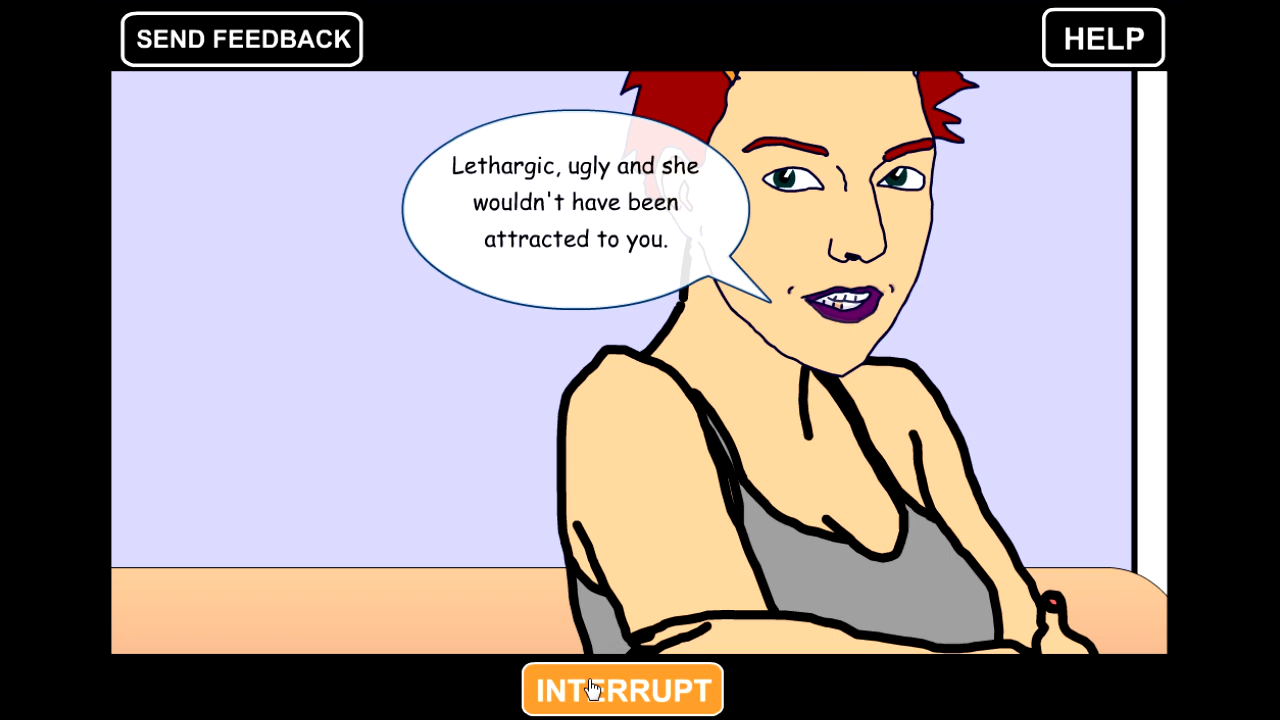 SEND FEEDBACK
HELP
Lethargic, ugly and she
wouldn't have been
attracted to you.
INTERRUPT